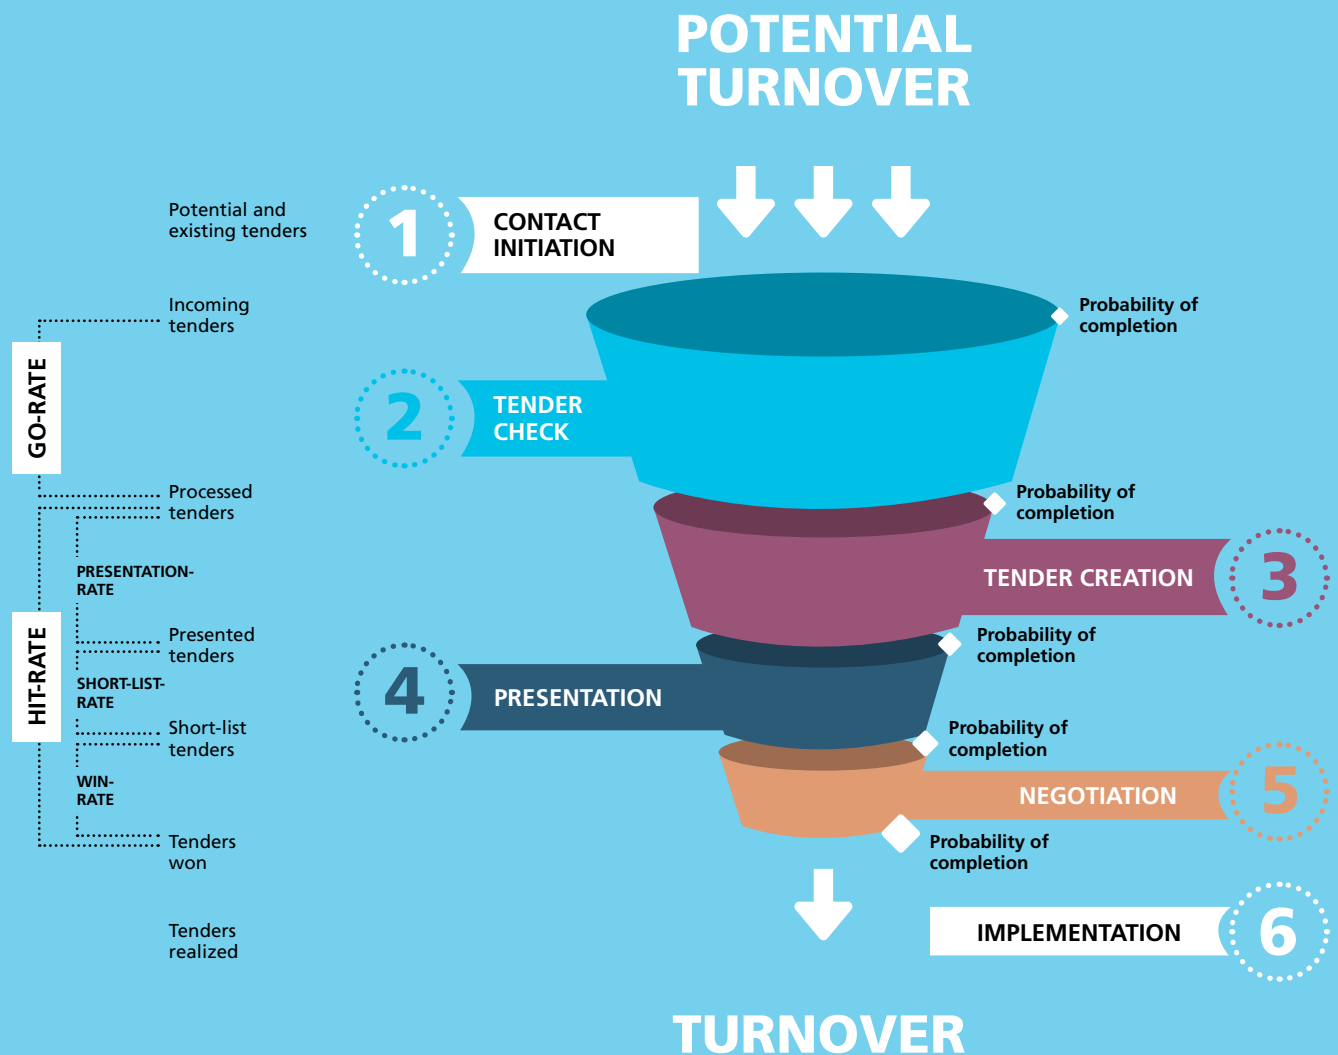 POTENTIAL
TURNOVER
Potential and
existing tenders
1
CONTACT
INITIATION
Incoming
tenders
Probability of
completion
GO-RATE
2
TENDER
CHECK
Processed
tenders
Probability of
completion
PRESENTATION-
RATE
TENDER CREATION
3
HIT-RATE
Presented
tenders
Probability of
completion
SHORT-LIST-
RATE
4
PRESENTATION
Short-list
tenders
Probability of
completion
WIN-
RATE
NEGOTIATION
5
Tenders
won
Probability of
completion
Tenders
realized
IMPLEMENTATION
6
TURNOVER